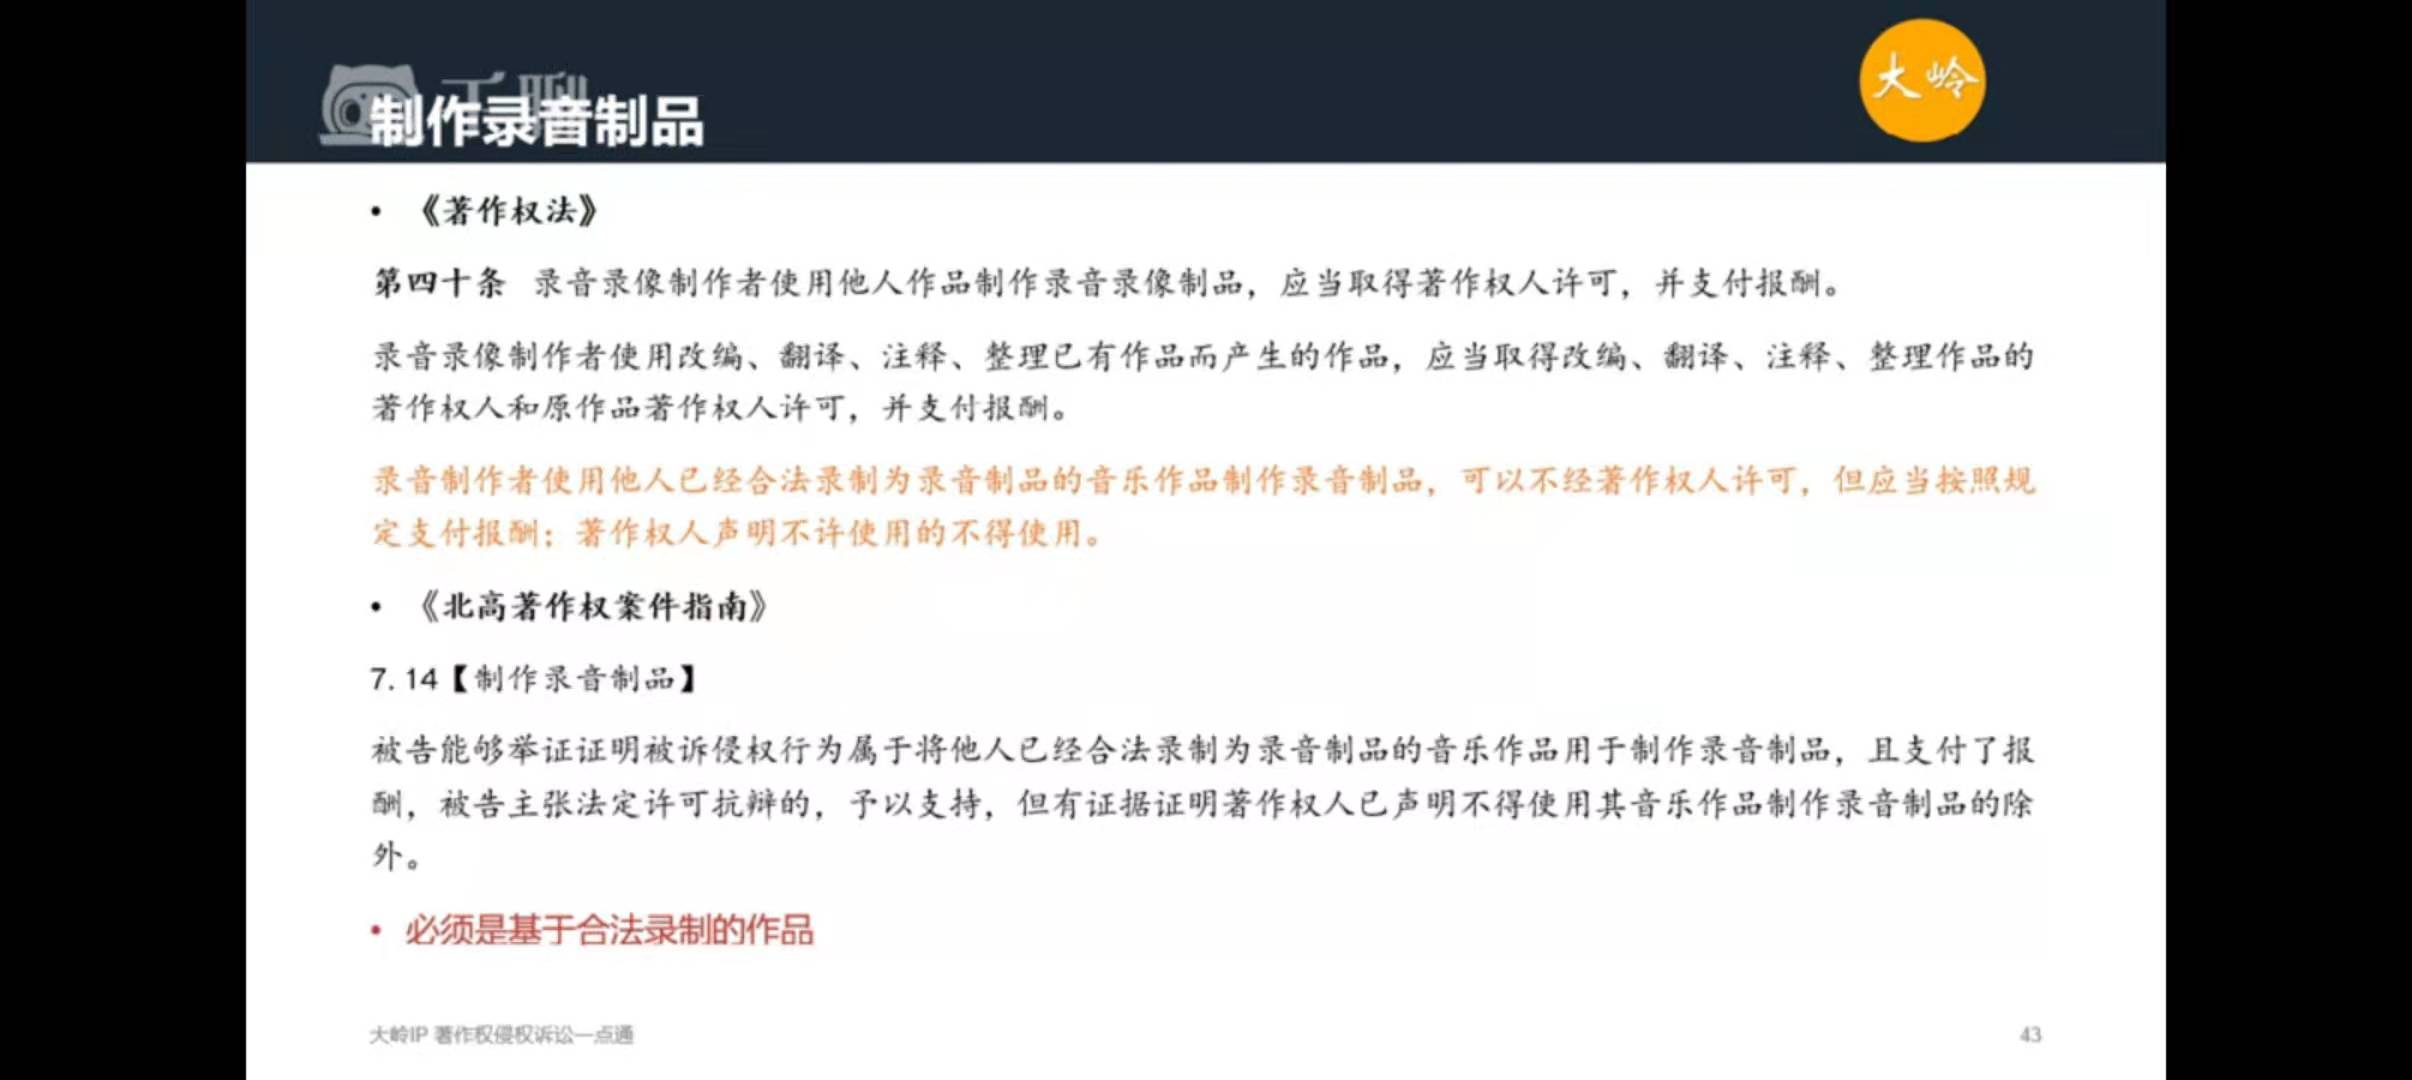 千聊
大岭
制作录音制品
• 《著作权法》
第四十条 录音录像制作者使用他人作品制作录音录像制品，应当取得著作权人许可，并支付报酬。
录音录像制作者使用改编、翻译、注释、整理已有作品而产生的作品，应当取得改编、翻译、注释、整理作品的
著作权人和原作品著作权人许可，并支付报酬。
录音制作者使用他人已经合法录制为录音制品的音乐作品制作录音制品，可以不经著作权人许可，但应当按照规
定支付报酬；著作权人声明不许使用的不得使用。
• 《北高著作权案件指南》
7.14【制作录音制品】
被告能够举证证明被诉侵权行为属于将他人已经合法录制为录音制品的音乐作品用于制作录音制品，且支付了报
酬，被告主张法定许可抗辩的，予以支持，但有证据证明著作权人已声明不得使用其音乐作品制作录音制品的除
外。
• 必须是基于合法录制的作品
大岭IP 著作权侵权诉讼一点通
43